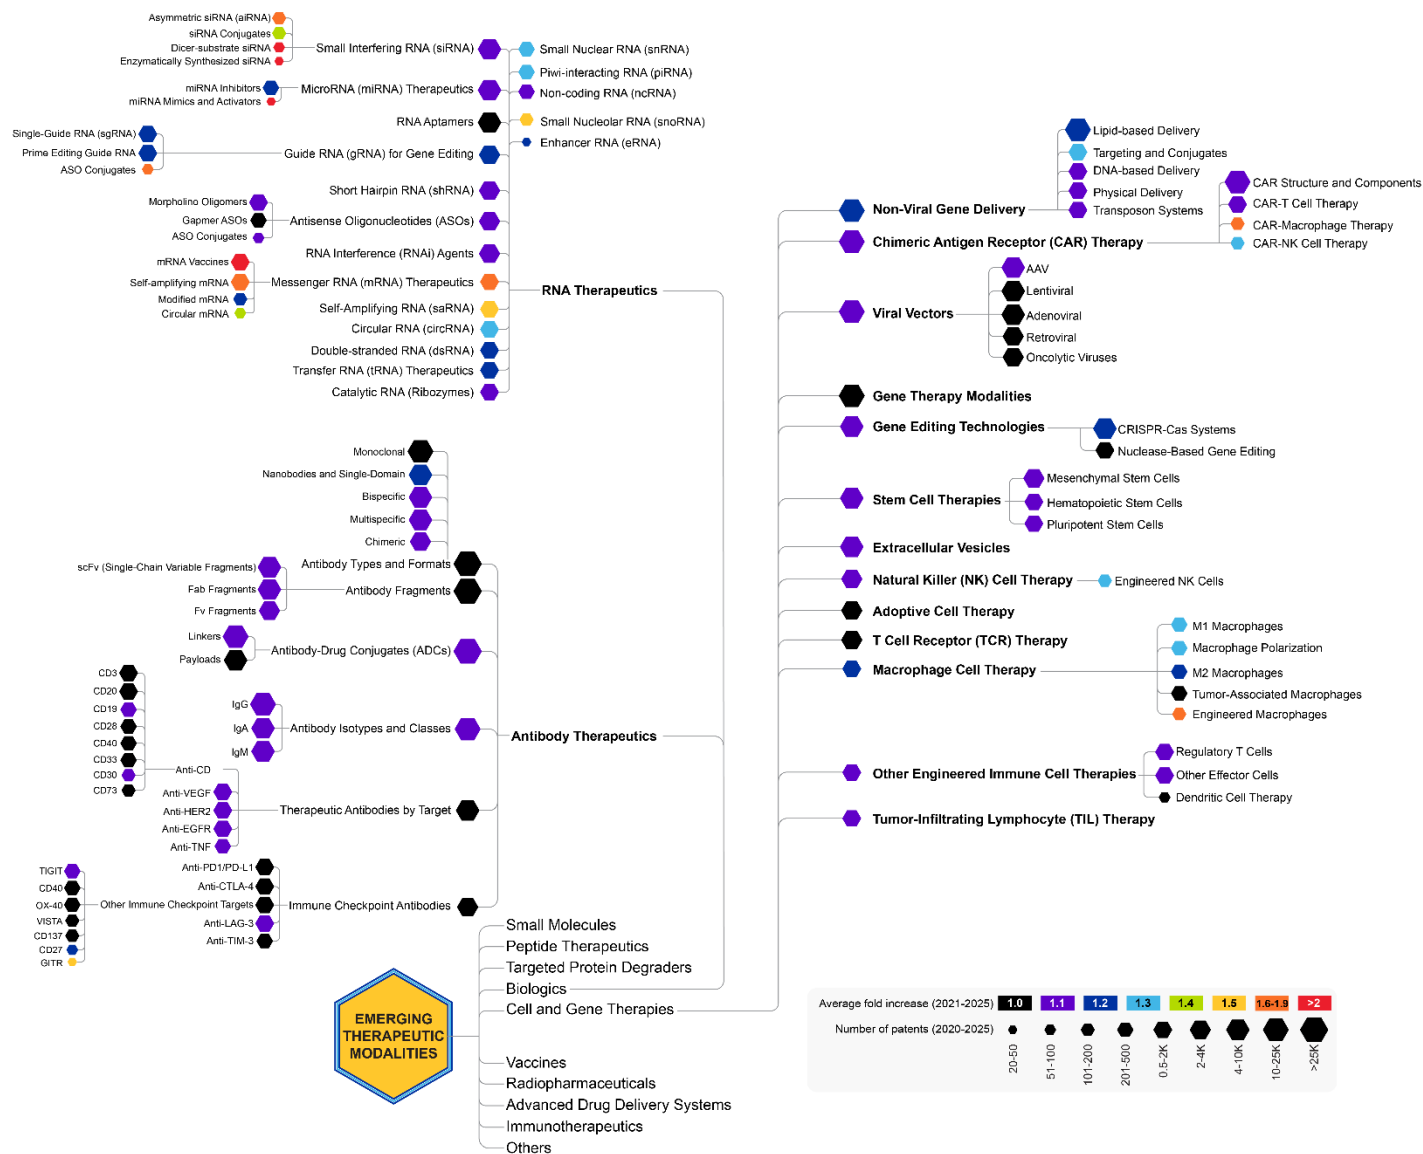 Asymmetric siRNA (aiRNA)
siRNA Conjugates
Dicer-substrate siRNA
Enzymatically Synthesized siRNA
Small Interfering RNA (siRNA)
miRNA Inhibitors
miRNA Mimics and Activators
MicroRNA (miRNA) Therapeutics
RNA Aptamers
Single-Guide RNA (sgRNA)
Prime Editing Guide RNA
ASO Conjugates
Guide RNA (gRNA) for Gene Editing
Short Hairpin RNA (shRNA)
Morpholino Oligomers
Gapmer ASOs
ASO Conjugates
Antisense Oligonucleotides (ASOs)
RNA Interference (RNAi) Agents
mRNA Vaccines
Self-amplifying mRNA
Modified mRNA
Circular mRNA
Messenger RNA (mRNA) Therapeutics
Self-Amplifying RNA (saRNA)
Circular RNA (circRNA)
Double-stranded RNA (dsRNA)
Transfer RNA (tRNA) Therapeutics
Catalytic RNA (Ribozymes)
Small Nuclear RNA (snRNA)
Piwi-interacting RNA (piRNA)
Non-coding RNA (ncRNA)
Small Nucleolar RNA (snoRNA)
Enhancer RNA (eRNA)
RNA Therapeutics
Monoclonal
Nanobodies and Single-Domain
Bispecific
Multispecific
Chimeric
Antibody Types and Formats
scFv (Single-Chain Variable Fragments)
Fab Fragments
Fv Fragments
Antibody Fragments
Linkers
Payloads
Antibody-Drug Conjugates (ADCs)
IgG
IgA
IgM
Antibody Isotypes and Classes
Antibody Therapeutics
CD3
CD20
CD19
CD28
CD40
CD33
CD30
CD73
Anti-CD
Anti-VEGF
Anti-HER2
Anti-EGFR
Anti-TNF
Therapeutic Antibodies by Target
TIGIT
CD40
OX-40
VISTA
CD137
CD27
GITR
Anti-PD1/PD-L1
Anti-CTLA-4
Other Immune Checkpoint Targets
Anti-LAG-3
Anti-TIM-3
Immune Checkpoint Antibodies
EMERGING
THERAPEUTIC
MODALITIES
Small Molecules
Peptide Therapeutics
Targeted Protein Degraders
Biologics
Cell and Gene Therapies
Vaccines
Radiopharmaceuticals
Advanced Drug Delivery Systems
Immunotherapeutics
Others
Non-Viral Gene Delivery
Lipid-based Delivery
Targeting and Conjugates
DNA-based Delivery
Physical Delivery
Transposon Systems
Chimeric Antigen Receptor (CAR) Therapy
CAR Structure and Components
CAR-T Cell Therapy
CAR-Macrophage Therapy
CAR-NK Cell Therapy
Viral Vectors
AAV
Lentiviral
Adenoviral
Retroviral
Oncolytic Viruses
Gene Therapy Modalities
Gene Editing Technologies
CRISPR-Cas Systems
Nuclease-Based Gene Editing
Stem Cell Therapies
Mesenchymal Stem Cells
Hematopoietic Stem Cells
Pluripotent Stem Cells
Extracellular Vesicles
Natural Killer (NK) Cell Therapy
Engineered NK Cells
Adoptive Cell Therapy
T Cell Receptor (TCR) Therapy
Macrophage Cell Therapy
M1 Macrophages
Macrophage Polarization
M2 Macrophages
Tumor-Associated Macrophages
Engineered Macrophages
Other Engineered Immune Cell Therapies
Regulatory T Cells
Other Effector Cells
Dendritic Cell Therapy
Tumor-Infiltrating Lymphocyte (TIL) Therapy
Average fold increase (2021-2025) 1.0 1.1 1.2 1.3 1.4 1.5 1.6-1.9 >2
Number of patents (2020-2025)
20-50
51-100
101-200
201-500
0.5-2K
2-4K
4-10K
10-25K
>25K